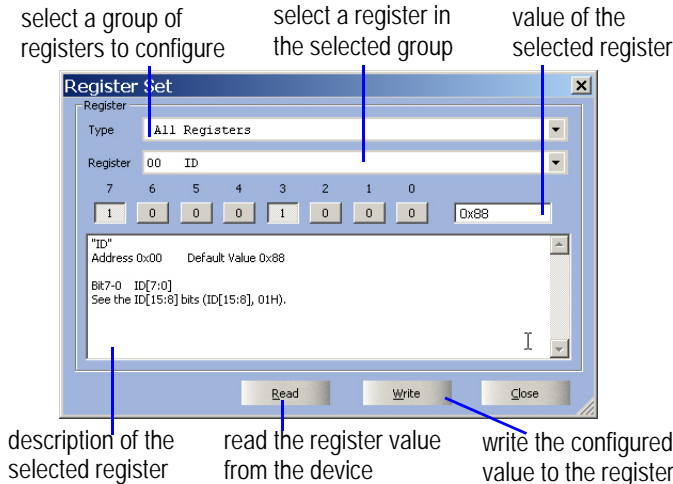 select a group of
registers to configure
select a register in
the selected group
value of the
selected register
Register Set
Register
Type All Registers
Register 00 ID
7 6 5 4 3 2 1 0
1 0 0 0 1 0 0 0 0x88
"ID"
Address 0x00 Default Value 0x88
Bit7-0 ID[7:0]
See the ID[15:8] bits (ID[15:8], 01H).
Read Write Close
description of the
selected register
read the register value
from the device
write the configured
value to the register